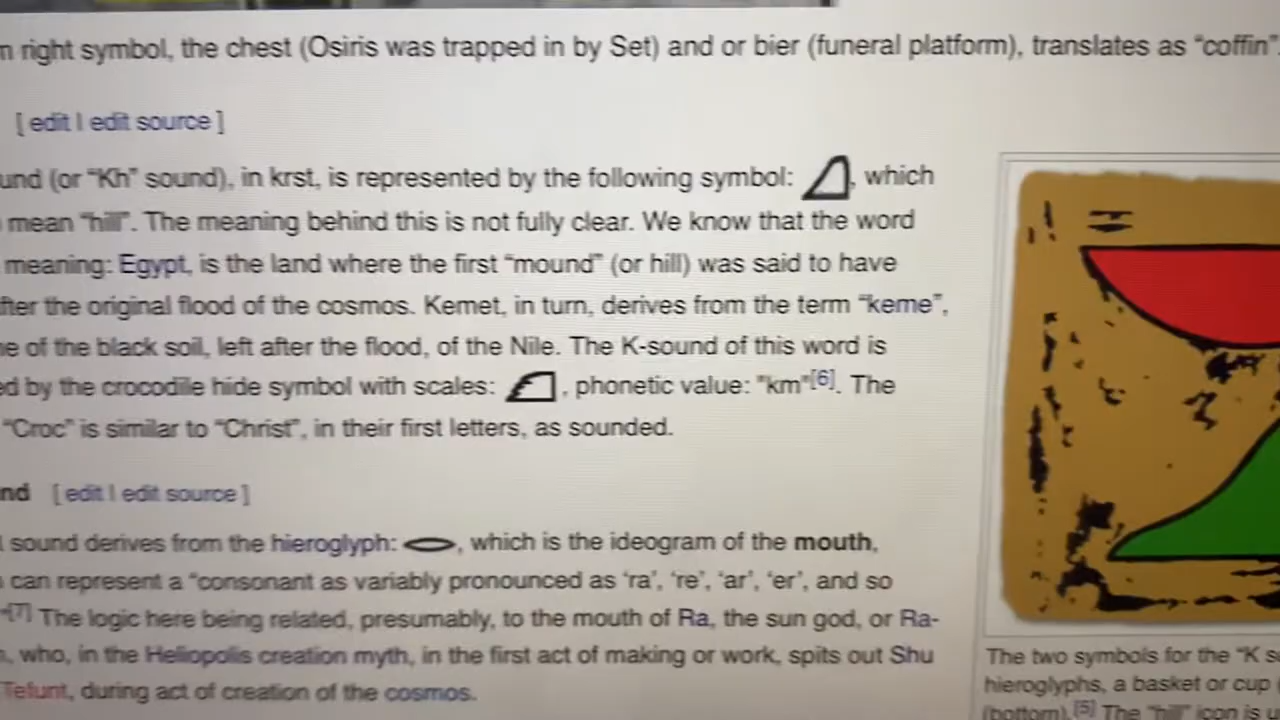 right symbol, the chest (Osiris was trapped in by Set) and or bier (funeral platform), translates as "coffin"
[ edit | edit source ]
(or "Kh" sound), in krst, is represented by the following symbol: , which
mean "hill". The meaning behind this is not fully clear. We know that the word
meaning: Egypt, is the land where the first "mound" (or hill) was said to have
the original flood of the cosmos. Kemet, in turn, derives from the term "keme",
of the black soil, left after the flood, of the Nile. The K-sound of this word is
by the crocodile hide symbol with scales: , phonetic value: "km"[6]. The
"Croc" is similar to "Christ", in their first letters, as sounded.
[ edit | edit source ]
sound derives from the hieroglyph: , which is the ideogram of the mouth,
can represent a "consonant as variably pronounced as 'ra', 're', 'ar', 'er', and so
"[7] The logic here being related, presumably, to the mouth of Ra, the sun god, or Ra-
, who, in the Heliopolis creation myth, in the first act of making or work, spits out Shu
Tefunt, during act of creation of the cosmos.
The two symbols for the "K
hieroglyphs, a basket or cup
(bottom).[5] The "hill" icon is